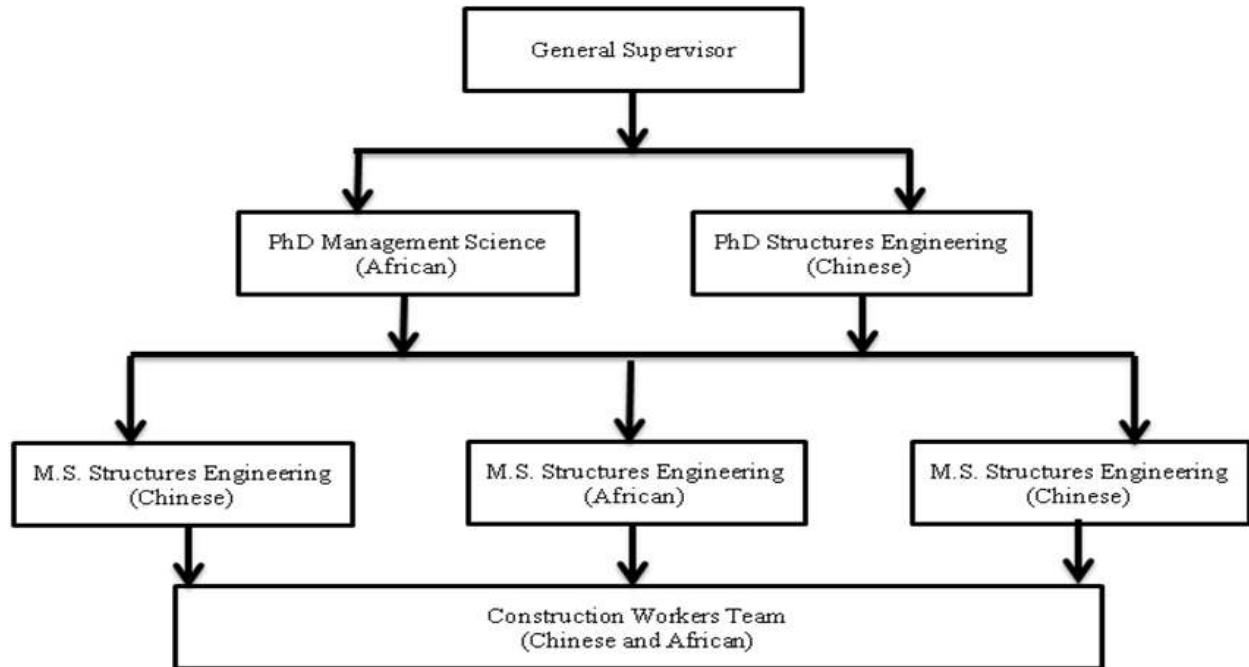 General Supervisor
PhD Management Science
(African)
PhD Structures Engineering
(Chinese)
M.S. Structures Engineering
(Chinese)
M.S. Structures Engineering
(African)
M.S. Structures Engineering
(Chinese)
Construction Workers Team
(Chinese and African)